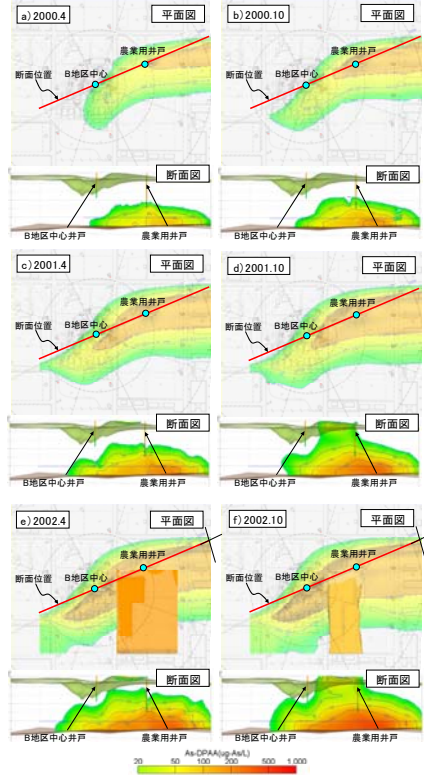 a)2000.4
平面図
農業用井戸
B地区中心
断面位置
断面図
B地区中心井戸
農業用井戸
b)2000.10
平面図
農業用井戸
B地区中心
断面位置
断面図
B地区中心井戸
農業用井戸
c)2001.4
平面図
農業用井戸
B地区中心
断面位置
断面図
B地区中心井戸
農業用井戸
d)2001.10
平面図
農業用井戸
B地区中心
断面位置
断面図
B地区中心井戸
農業用井戸
e)2002.4
平面図
農業用井戸
B地区中心
断面位置
断面図
B地区中心井戸
農業用井戸
f)2002.10
平面図
農業用井戸
B地区中心
断面位置
断面図
B地区中心井戸
農業用井戸
As-DPAA(ug-As/L)
20 50 100 200 500 1.000